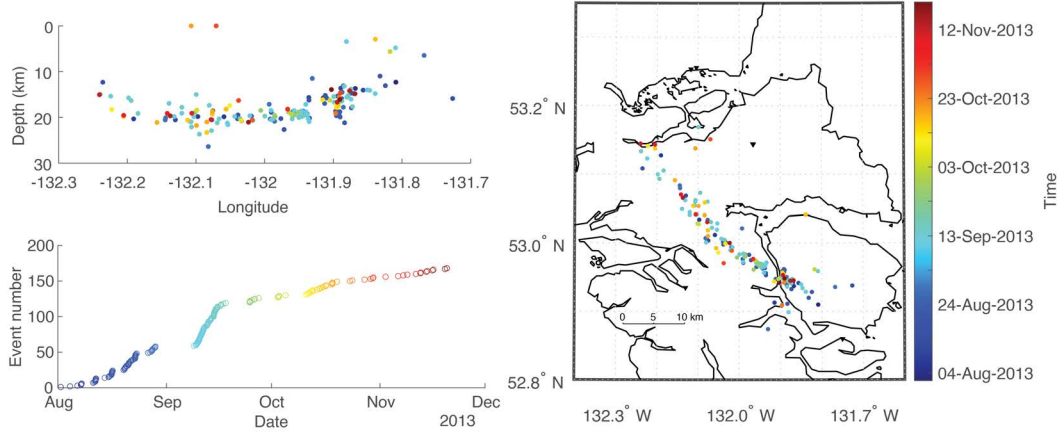 0
10
20
30
Depth (km)
-132.3 -132.2 -132.1 -132 -131.9 -131.8 -131.7
Longitude
200
150
100
50
0
Event number
Aug Sep Oct Nov Dec
Date 2013
53.2° N
53.0° N
52.8° N
0 5 10 km
132.3° W 132.0° W 131.7° W
12-Nov-2013
23-Oct-2013
03-Oct-2013
13-Sep-2013
24-Aug-2013
04-Aug-2013
Time